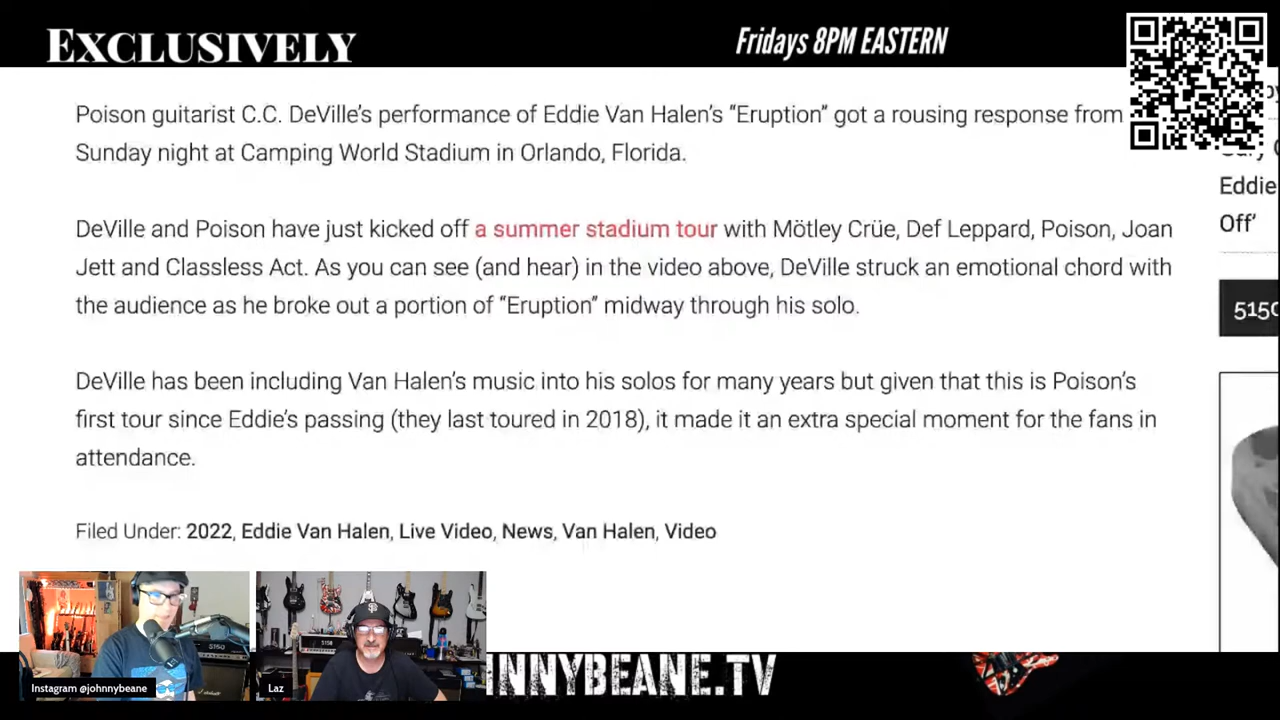 EXCLUSIVELY
Fridays 8PM EASTERN
Poison guitarist C.C. DeVille’s performance of Eddie Van Halen’s “Eruption” got a rousing response from
Sunday night at Camping World Stadium in Orlando, Florida.
DeVille and Poison have just kicked off a summer stadium tour with Mötley Crüe, Def Leppard, Poison, Joan
Jett and Classless Act. As you can see (and hear) in the video above, DeVille struck an emotional chord with
the audience as he broke out a portion of “Eruption” midway through his solo.
DeVille has been including Van Halen’s music into his solos for many years but given that this is Poison’s
first tour since Eddie’s passing (they last toured in 2018), it made it an extra special moment for the fans in
attendance.
Filed Under: 2022, Eddie Van Halen, Live Video, News, Van Halen, Video
Eddie
Off’
5150
5150
5150
Instagram @johnnybeane
Laz
NNYBEANE.TV